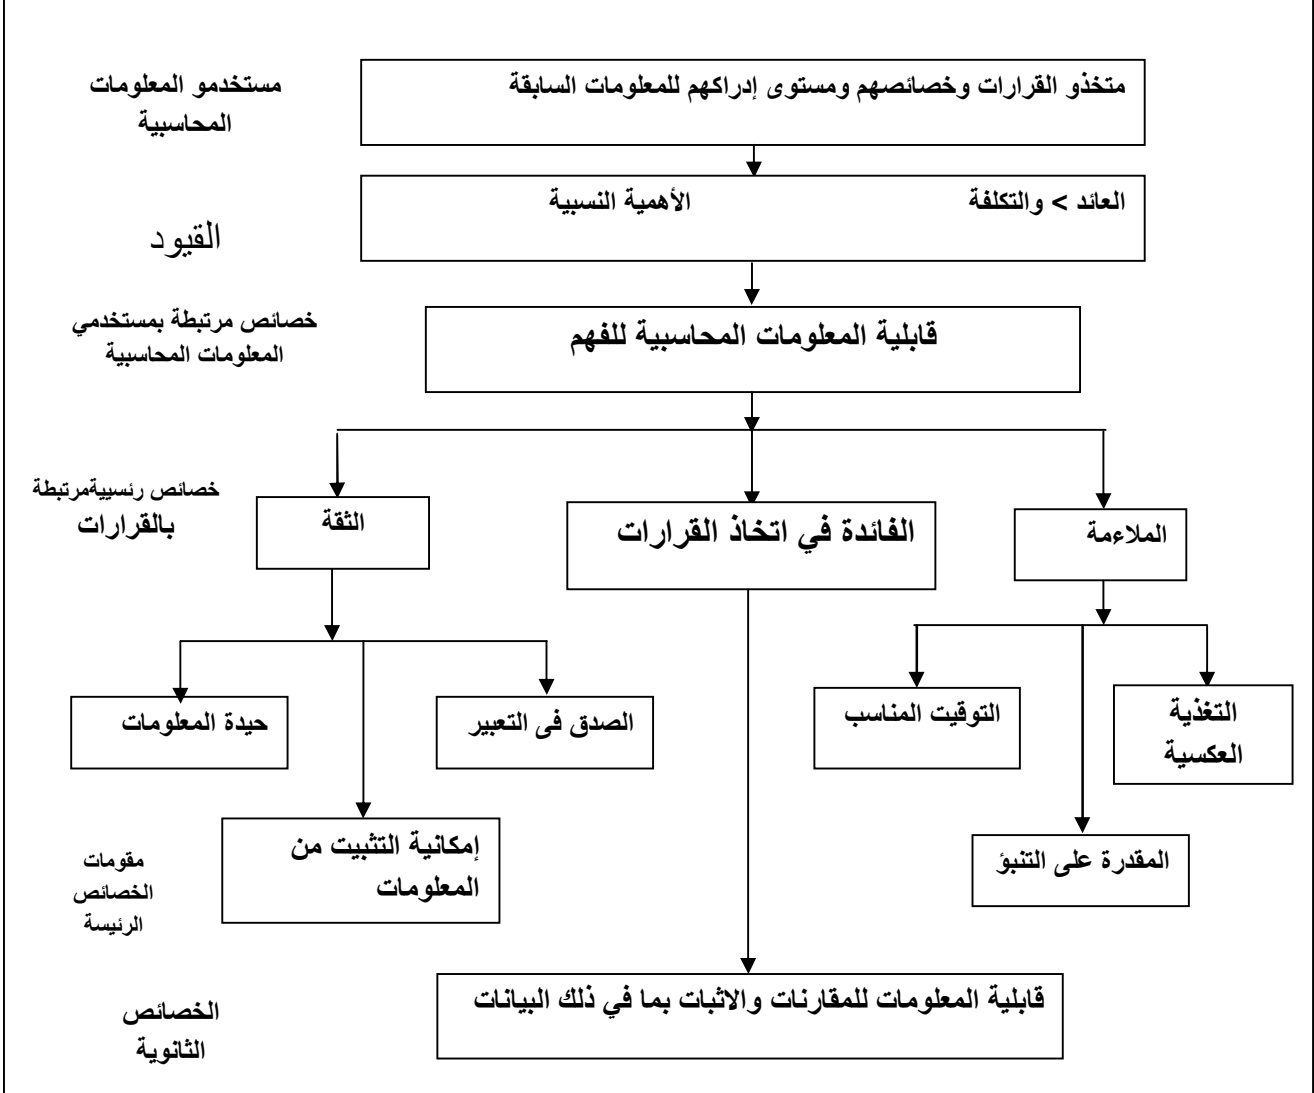 متخذو القرارات وخصائصهم ومستوى إدراكهم للمعلومات السابقة
مستخدمو المعلومات
المحاسبية
العائد > والتكلفة
الأهمية النسبية
القيود
قابلية المعلومات المحاسبية للفهم
خصائص مرتبطة بمستخدمي
المعلومات المحاسبية
الملاءمة
الفائدة في اتخاذ القرارات
الثقة
خصائص رئسييةمرتبطة
بالقرارات
التغذية
العكسية
التوقيت المناسب
الصدق فى التعبير
حيدة المعلومات
المقدرة على التنبؤ
إمكانية التثبيت من
المعلومات
مقومات
الخصائص
الرئيسة
قابلية المعلومات للمقارنات والاثبات بما في ذلك البيانات
الخصائص
الثانوية